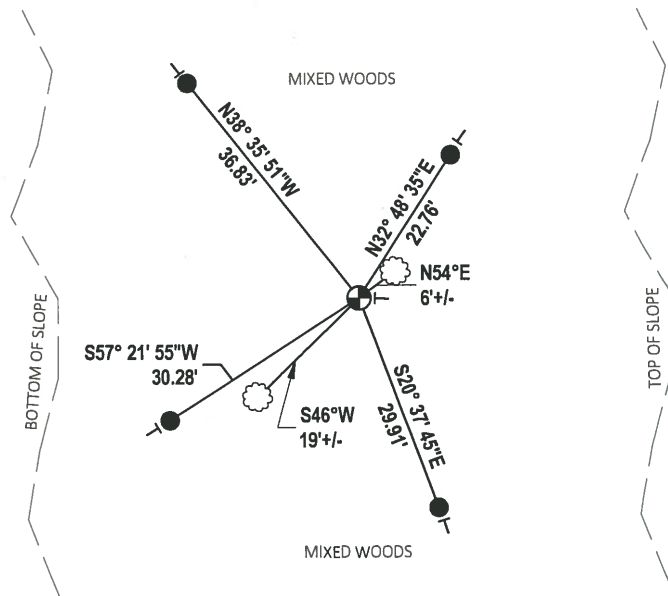 MIXED WOODS
N38° 35' 51"W
36.83'
N32° 48' 35"E
22.76'
N54°E
6'+/-
BOTTOM OF SLOPE
TOP OF SLOPE
S57° 21' 55"W
30.28'
S46°W
19'+/-
S20° 37' 45"E
29.91'
MIXED WOODS